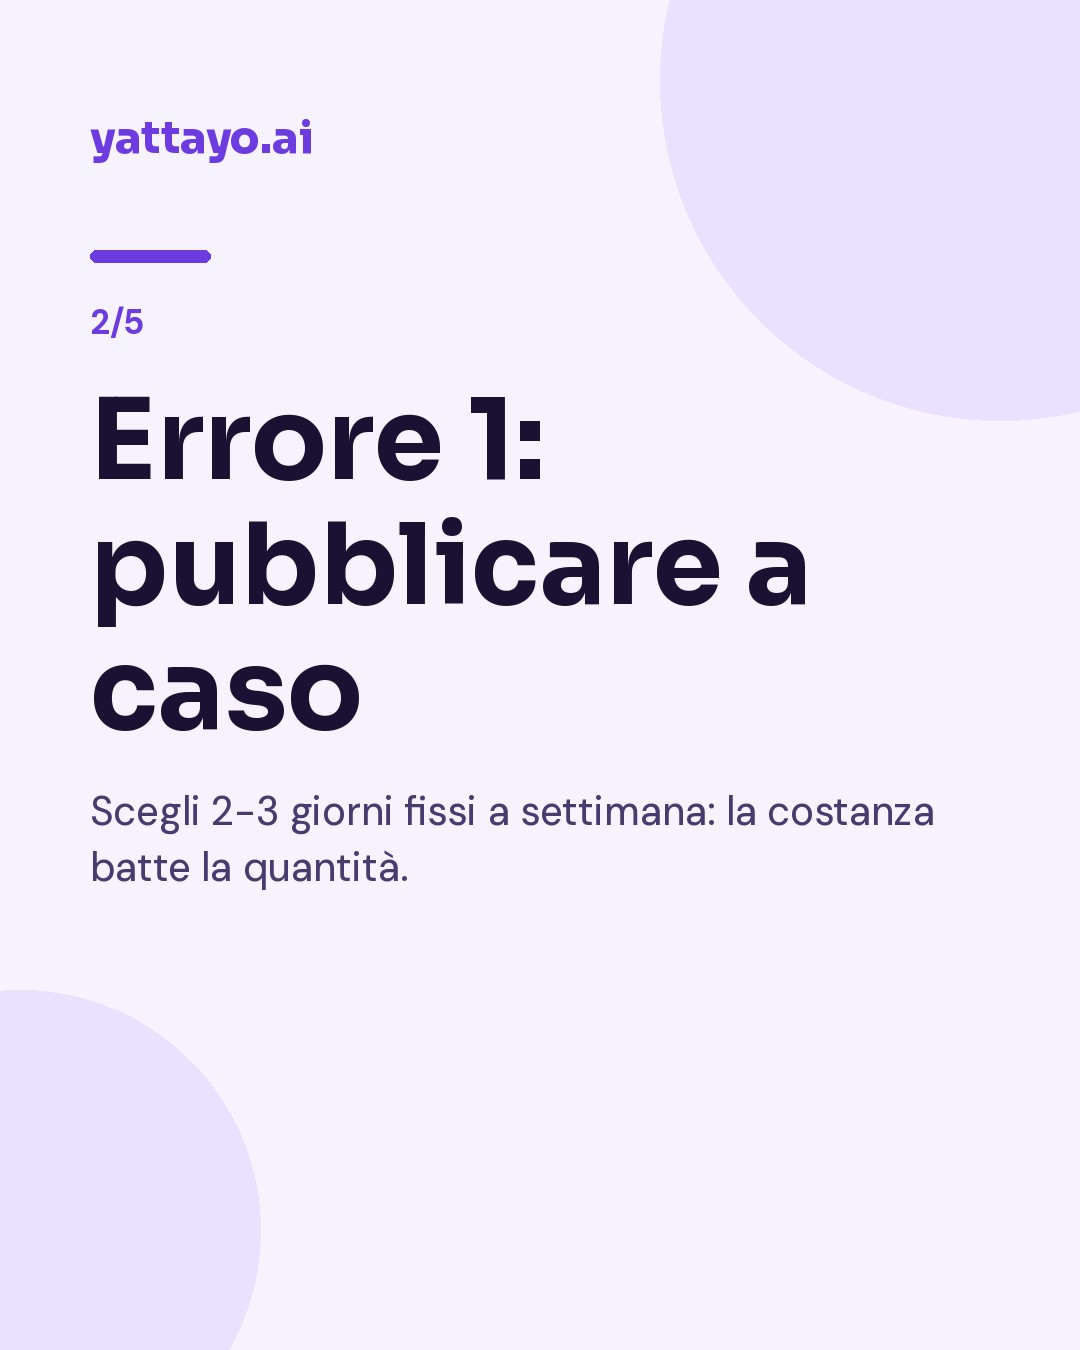 yattayo.ai
2/5
Errore 1:
pubblicare a
caso
Scegli 2-3 giorni fissi a settimana: la costanza
batte la quantità.